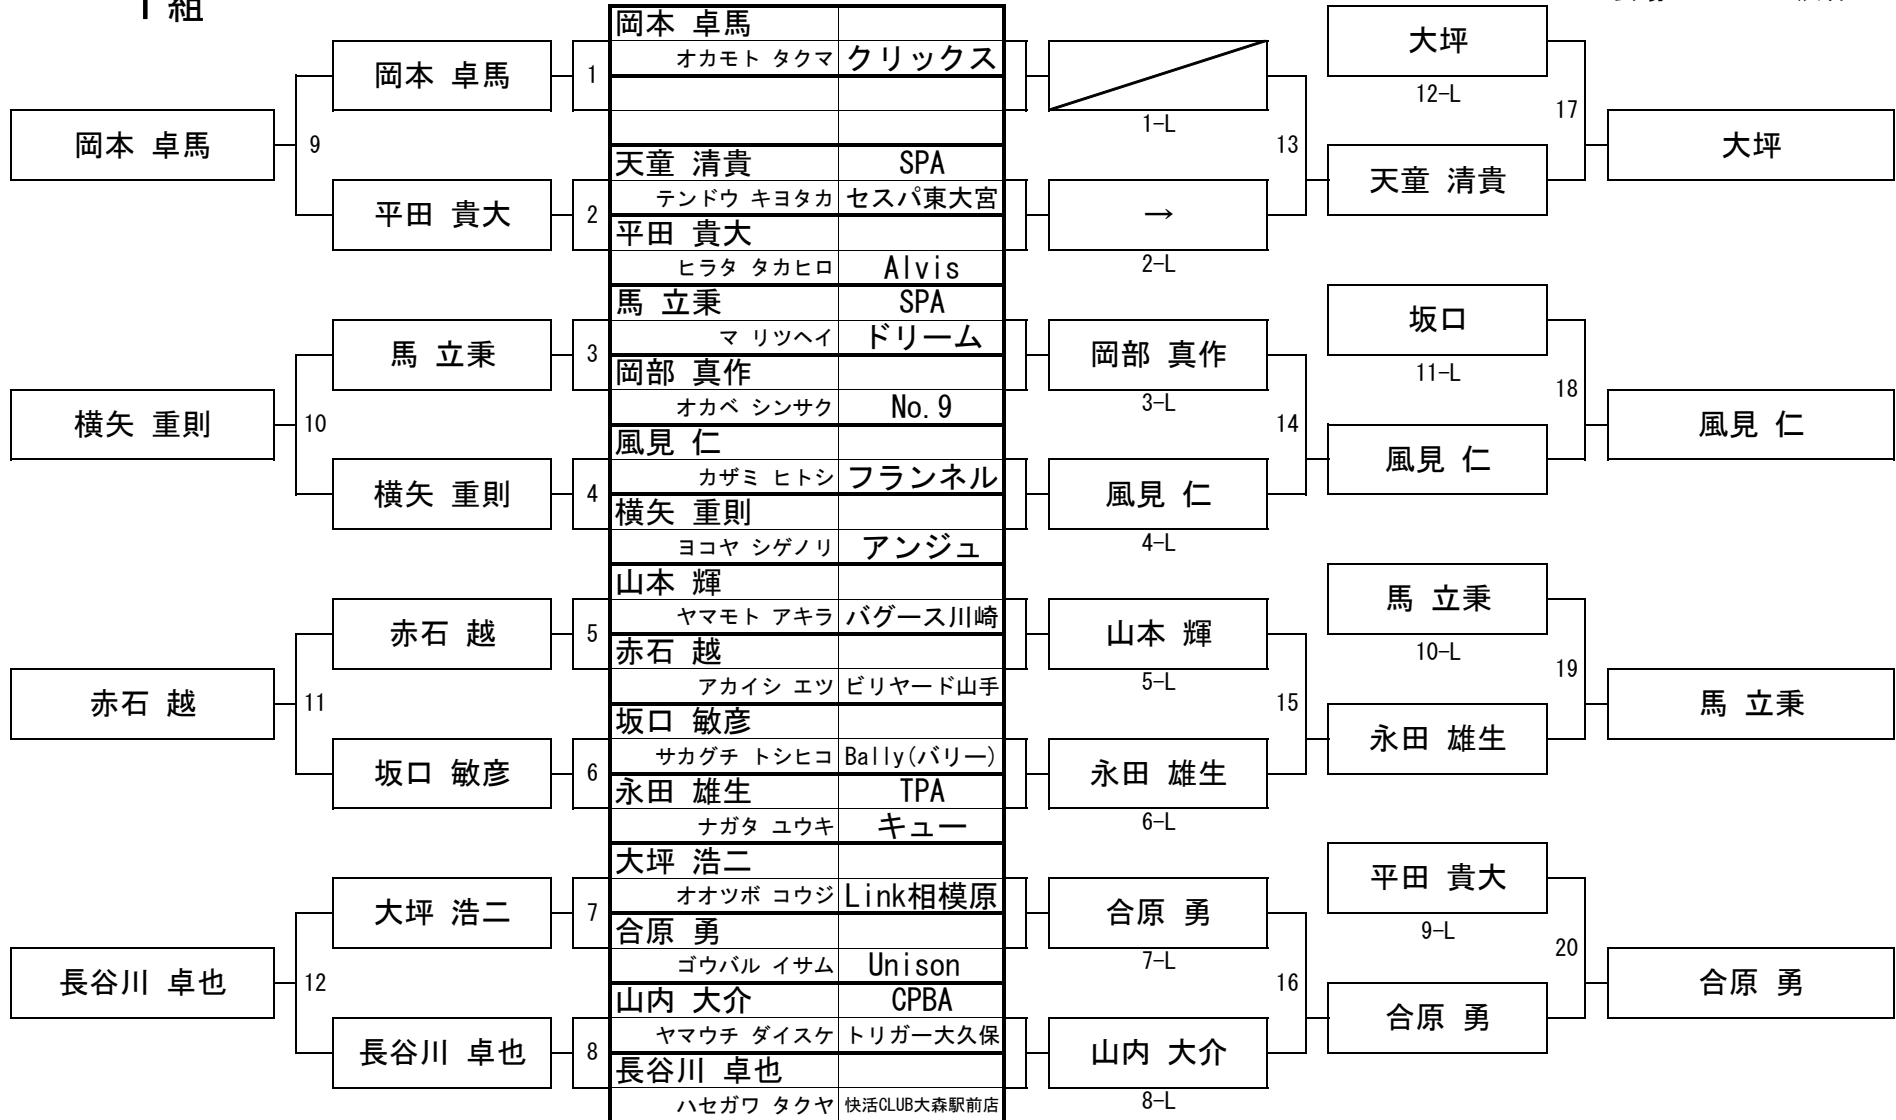 1 組
岡本 卓馬
オカモト タクマ クリックス
天童 清貴 SPA
テンドウ キヨタカ セスパ東大宮
平田 貴大
ヒラタ タカヒロ Alvis
馬 立秉 SPA
マ リツヘイ ドリーム
岡部 真作
オカベ シンサク No.9
風見 仁
カザミ ヒトシ フランネル
横矢 重則
ヨコヤ シゲノリ アンジュ
山本 輝
ヤマモト アキラ バグース川崎
赤石 越
アカイシ エツ ビリヤード山手
坂口 敏彦
サカグチ トシヒコ Bally(バリー)
永田 雄生 TPA
ナガタ ユウキ キュー
大坪 浩二
オオツボ コウジ Link相模原
合原 勇
ゴウバル イサム Unison
山内 大介 CPBA
ヤマウチ ダイスケ トリガー大久保
長谷川 卓也
ハセガワ タクヤ 快活CLUB大森駅前店
岡本 卓馬
1
平田 貴大
2
馬 立秉
3
横矢 重則
4
赤石 越
5
坂口 敏彦
6
大坪 浩二
7
長谷川 卓也
8
岡本 卓馬
9
横矢 重則
10
赤石 越
11
長谷川 卓也
12
1-L
→
2-L
岡部 真作
3-L
風見 仁
4-L
山本 輝
5-L
永田 雄生
6-L
合原 勇
7-L
山内 大介
8-L
13
14
15
16
大坪
12-L
天童 清貴
坂口
11-L
風見 仁
馬 立秉
10-L
永田 雄生
平田 貴大
9-L
合原 勇
17
大坪
18
風見 仁
19
馬 立秉
20
合原 勇